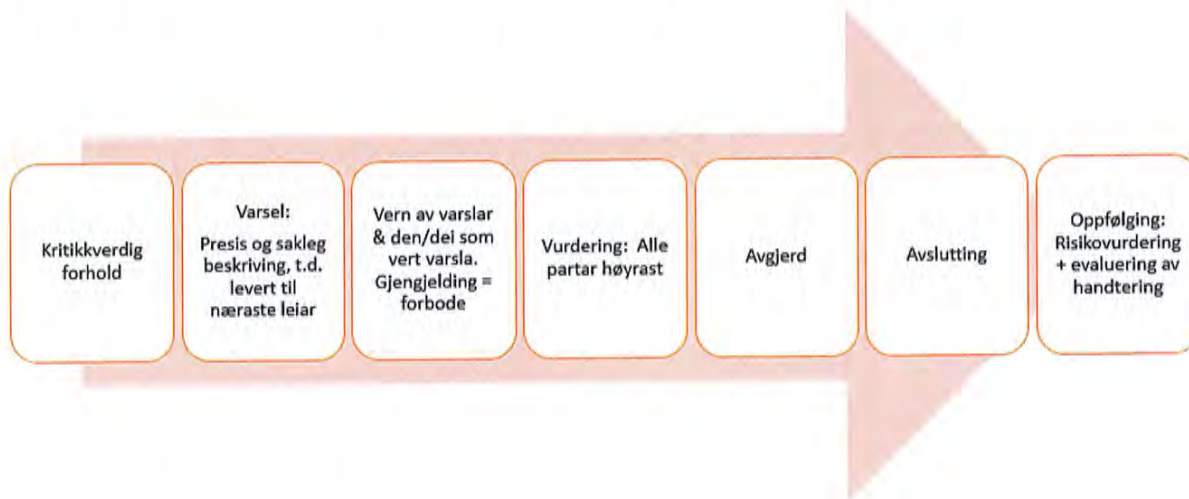 Kritikkverdig
forhold
Varsel:
Presis og sakleg
beskriving, t.d.
levert til
næraste leiar
Vern av varslar
& den/dei som
vert varsla.
Gjengjelding =
forbode
Vurdering: Alle
partar høyrast
Avgjerd
Avslutting
Oppfølging:
Risikovurdering
+ evaluering av
handtering